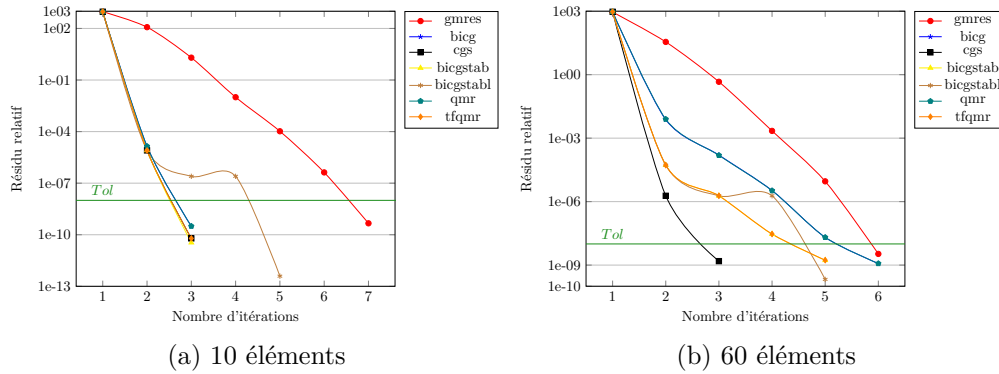 1e03
1e02
1e-01
1e-04
1e-07
1e-10
1e-13
Résidu relatif
Tol
1 2 3 4 5 6 7
Nombre d'itérations
gmres
bicg
cgs
bicgstab
bicgstabl
qmr
tfqmr
(a) 10 éléments
1e03
1e00
1e-03
1e-06
1e-09
1e-10
Résidu relatif
Tol
1 2 3 4 5 6
Nombre d'itérations
gmres
bicg
cgs
bicgstab
bicgstabl
qmr
tfqmr
(b) 60 éléments